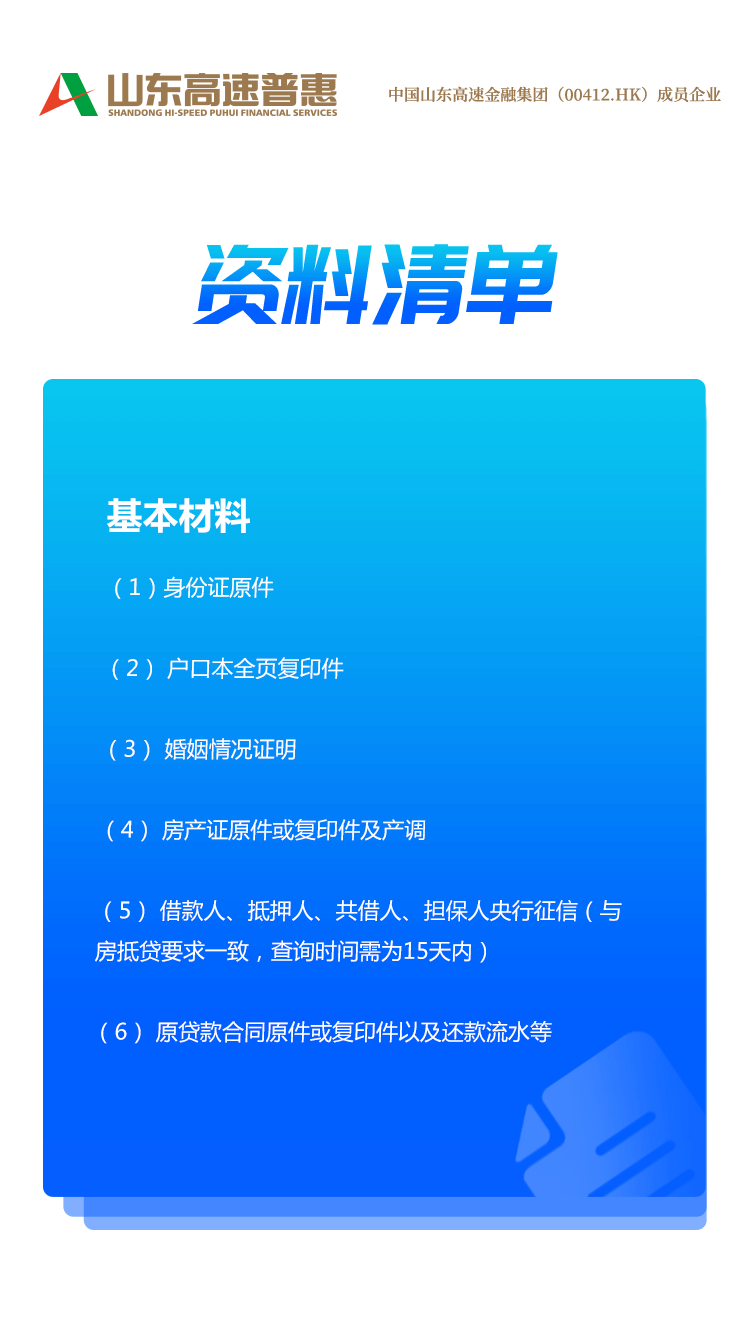 山东高速普惠
SHANDONG HI-SPEED PUHUI FINANCIAL SERVICES
中国山东高速金融集团（00412.HK）成员企业
资料清单
基本材料
（1）身份证原件
（2） 户口本全页复印件
（3） 婚姻情况证明
（4） 房产证原件或复印件及产调
（5） 借款人、抵押人、共借人、担保人央行征信（与
房抵贷要求一致，查询时间需为15天内）
（6） 原贷款合同原件或复印件以及还款流水等